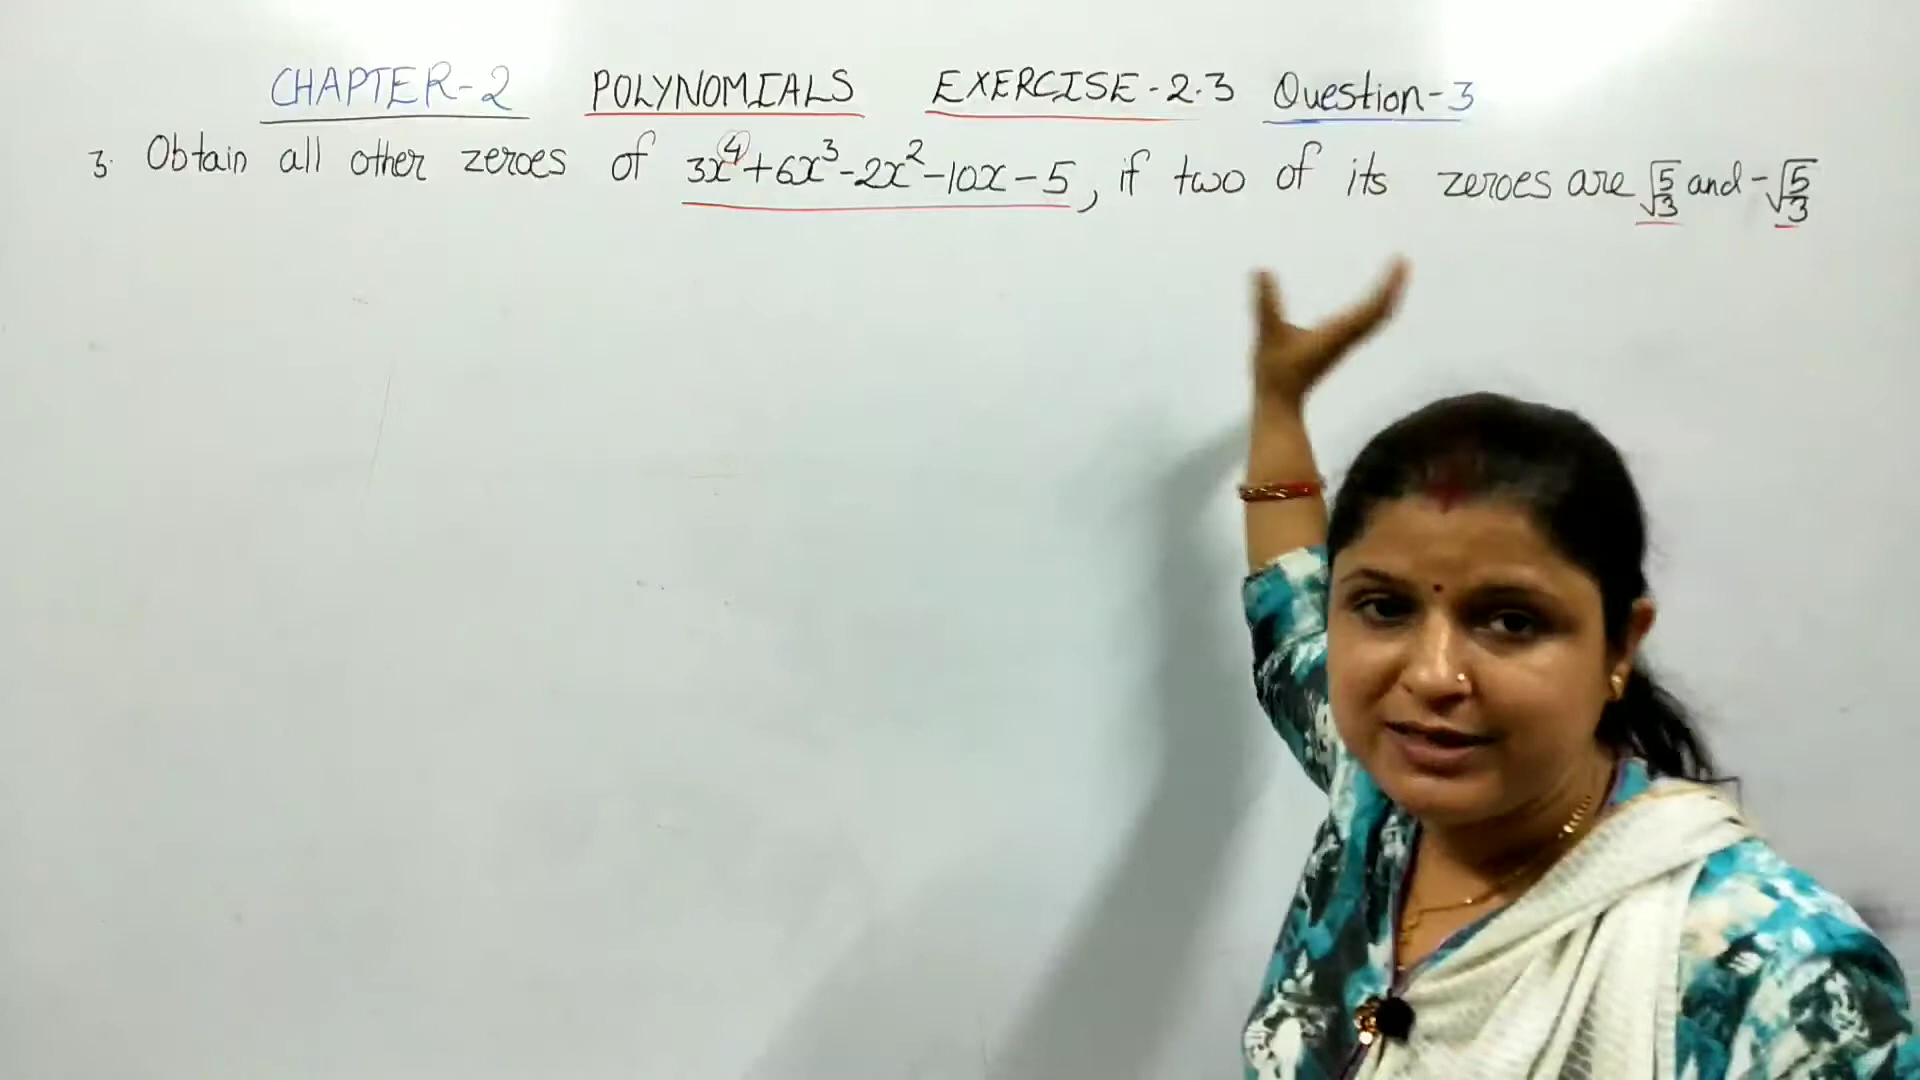 CHAPTER-2 POLYNOMIALS EXERCISE-2.3 Question-3
3. Obtain all other zeroes of 3x⁴+6x³-2x²-10x-5, if two of its zeroes are √5/3 and -√5/3